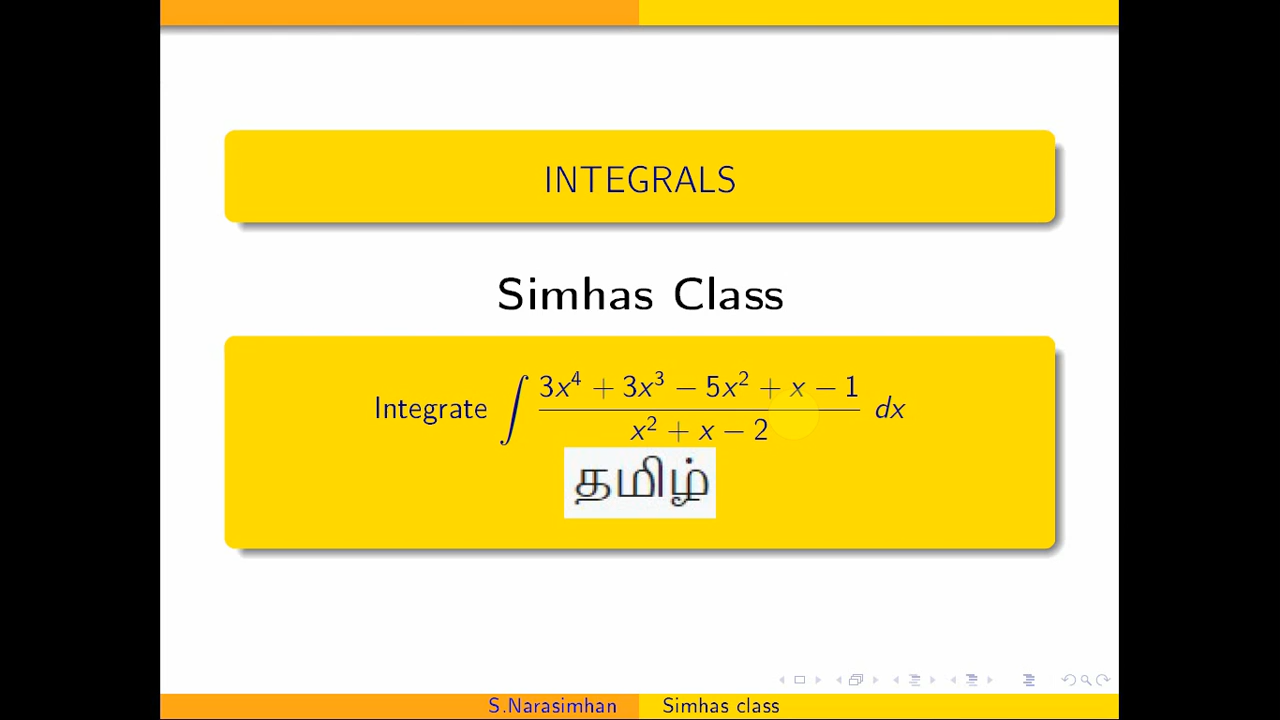 INTEGRALS
Simhas Class
Integrate ∫ (3x⁴ + 3x³ − 5x² + x − 1)/(x² + x − 2) dx
தமிழ்
S.Narasimhan Simhas class